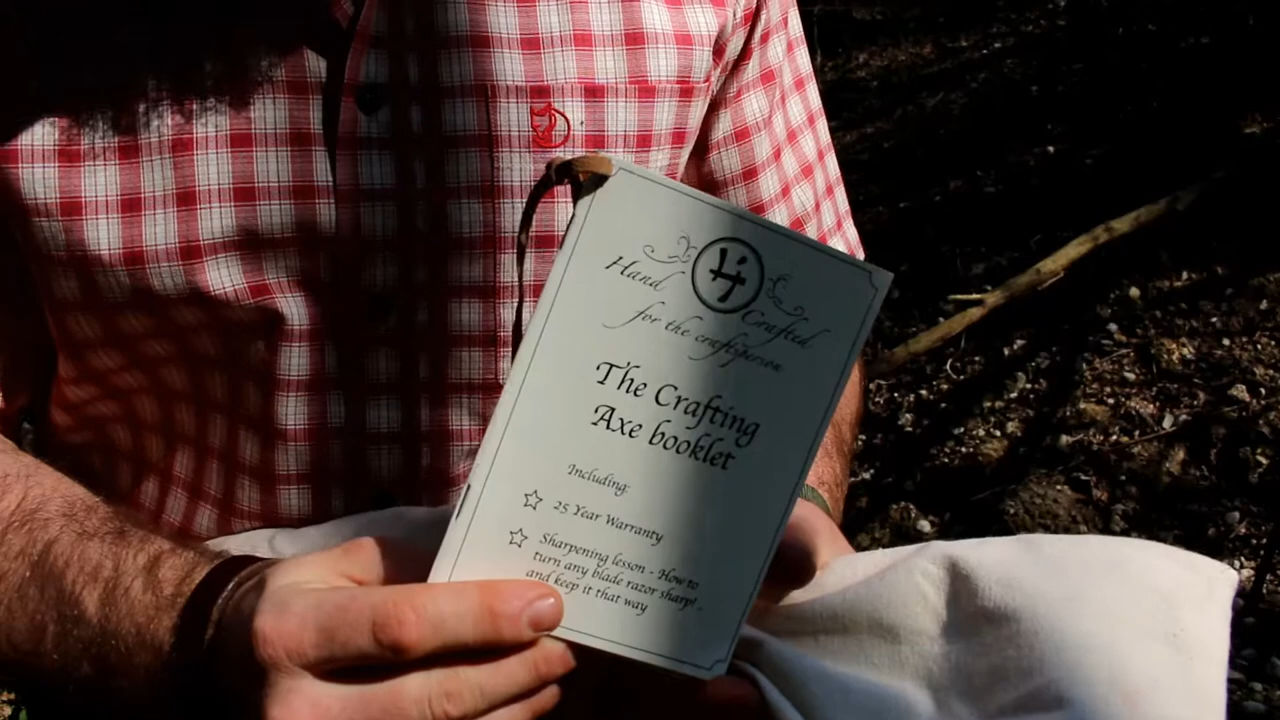 Hand Crafted
for the craftsperson
The Crafting
Axe booklet
Including:
25 Year Warranty
Sharpening lesson - How to
turn any blade razor sharp!
and keep it that way